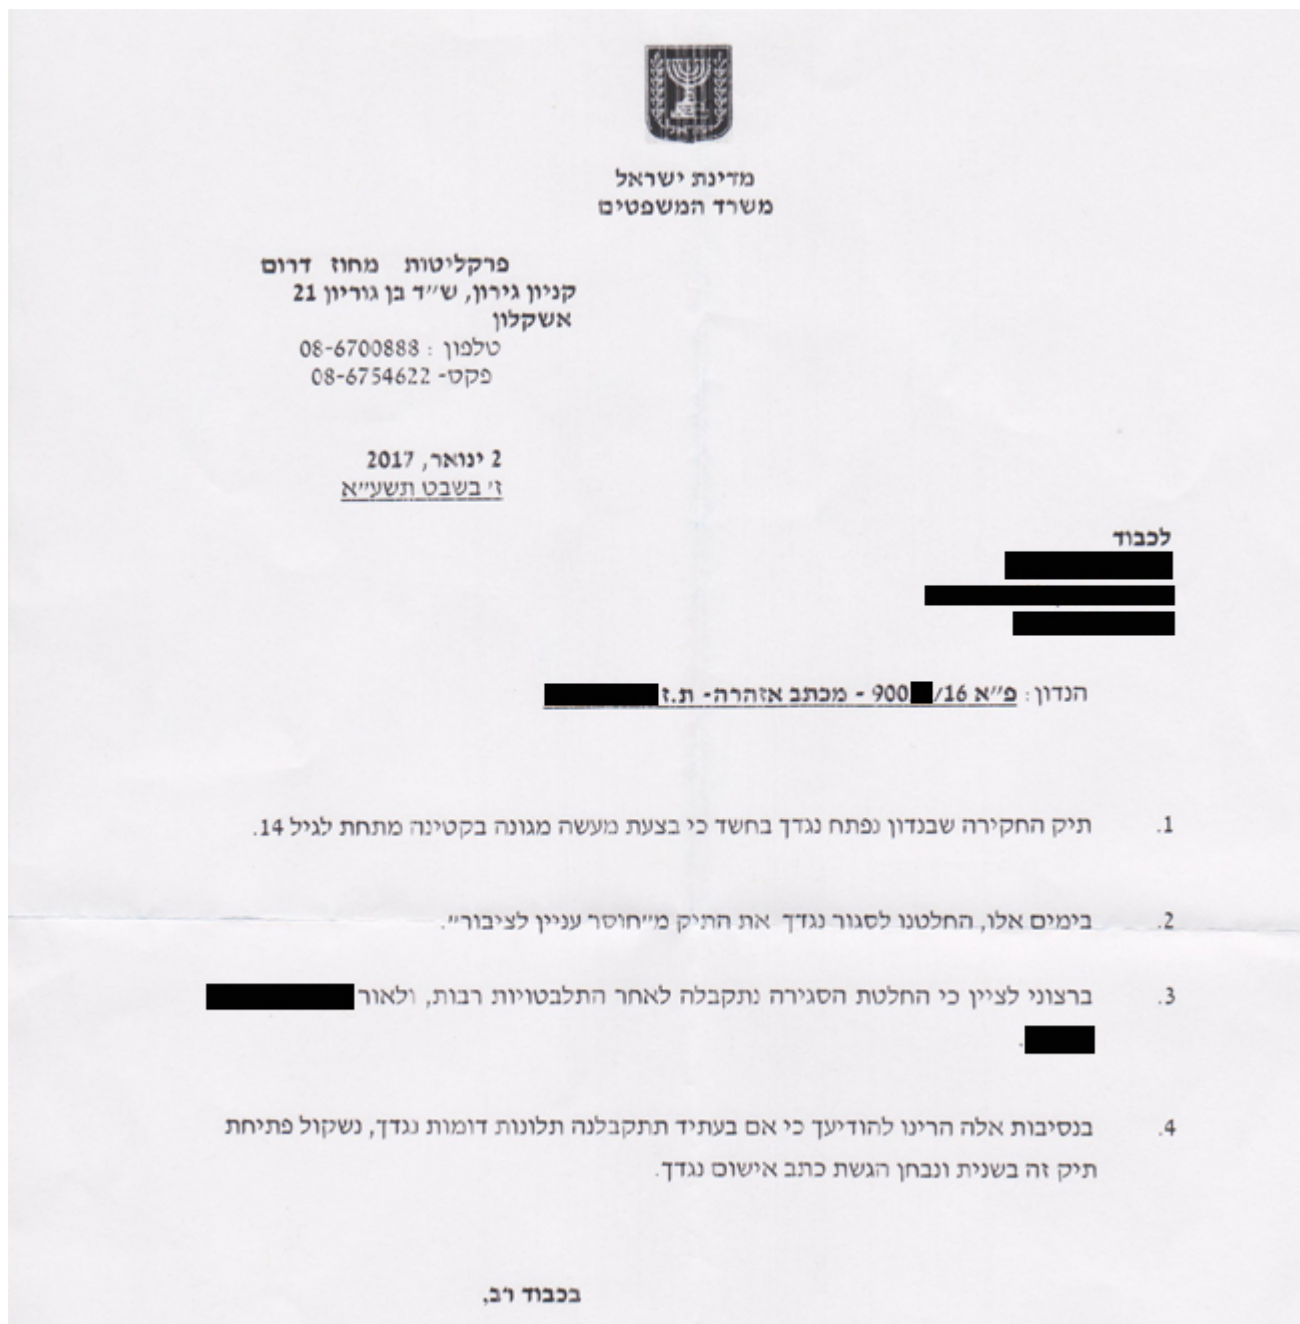 מדינת ישראל
משרד המשפטים
פרקליטות מחוז דרום
קניון גירון, ש״ד בן גוריון 21
אשקלון
טלפון : 08-6700888
פקס- 08-6754622
2 ינואר, 2017
ז׳ בשבט תשע״א
לכבוד
הנדון : פ״א 16/ 900 - מכתב אזהרה- ת.ז
1. תיק החקירה שבנדון נפתח נגדך בחשד כי בצעת מעשה מגונה בקטינה מתחת לגיל 14.
2. בימים אלו, החלטנו לסגור נגדך את התיק מ״חוסר עניין לציבור״.
3. ברצוני לציין כי החלטת הסגירה נתקבלה לאחר התלבטויות רבות, ולאור
.
4. בנסיבות אלה הרינו להודיעך כי אם בעתיד תתקבלנה תלונות דומות נגדך, נשקול פתיחת
תיק זה בשנית ונבחן הגשת כתב אישום נגדך.
בכבוד רב,